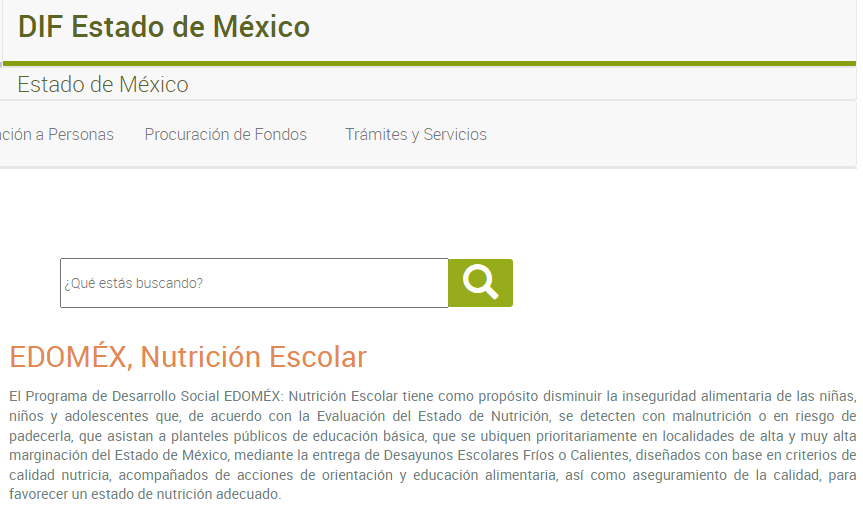 DIF Estado de México
Estado de México
ción a Personas Procuración de Fondos Trámites y Servicios
¿Qué estás buscando?
EDOMÉX, Nutrición Escolar
El Programa de Desarrollo Social EDOMÉX: Nutrición Escolar tiene como propósito disminuir la inseguridad alimentaria de las niñas,
niños y adolescentes que, de acuerdo con la Evaluación del Estado de Nutrición, se detecten con malnutrición o en riesgo de
padecerla, que asistan a planteles públicos de educación básica, que se ubiquen prioritariamente en localidades de alta y muy alta
marginación del Estado de México, mediante la entrega de Desayunos Escolares Fríos o Calientes, diseñados con base en criterios de
calidad nutricia, acompañados de acciones de orientación y educación alimentaria, así como aseguramiento de la calidad, para
favorecer un estado de nutrición adecuado.